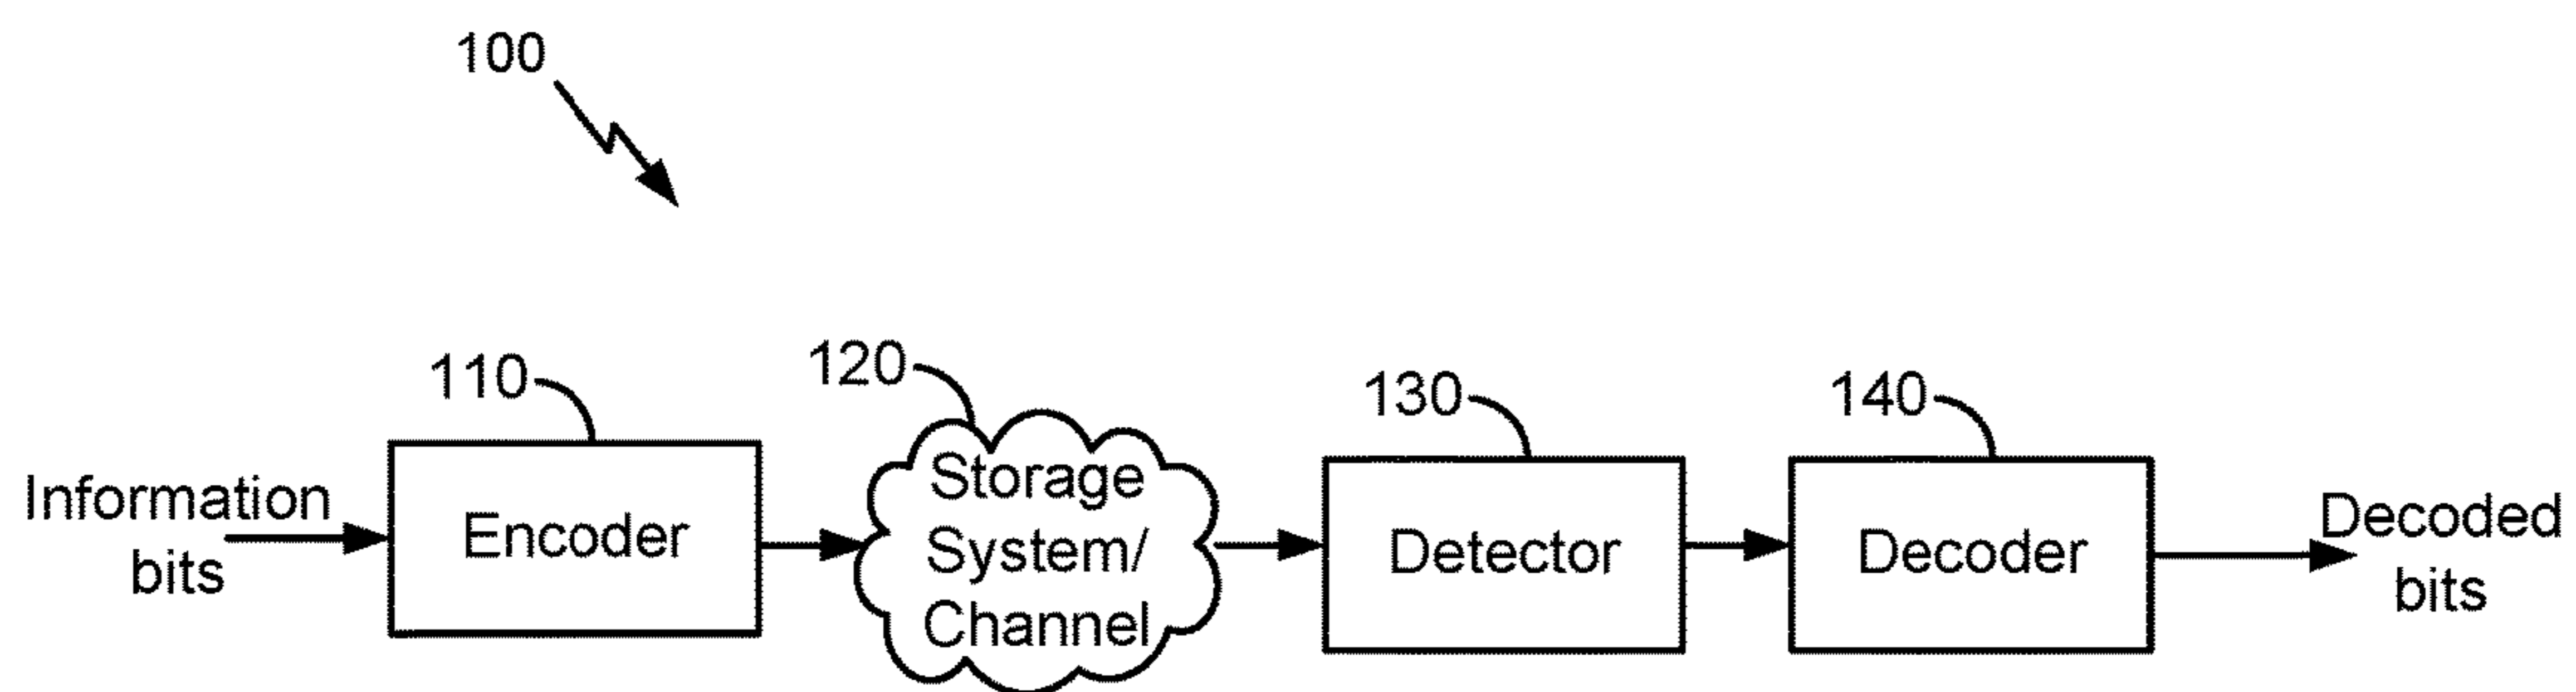 100
110
120
130
140
Information
bits
Encoder
Storage
System/
Channel
Detector
Decoder
Decoded
bits